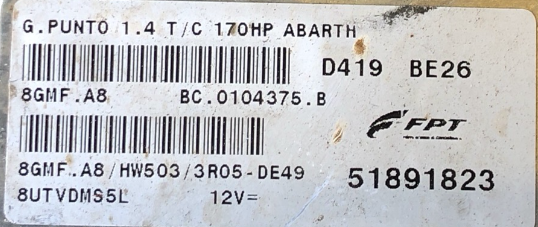 G.PUNTO 1.4 T/C 170HP ABARTH
D419 BE26
8GMF.A8 BC.0104375.B
FPT
8GMF.A8/HW503/3R05-DE49
51891823
8UTVDMS5L 12V=